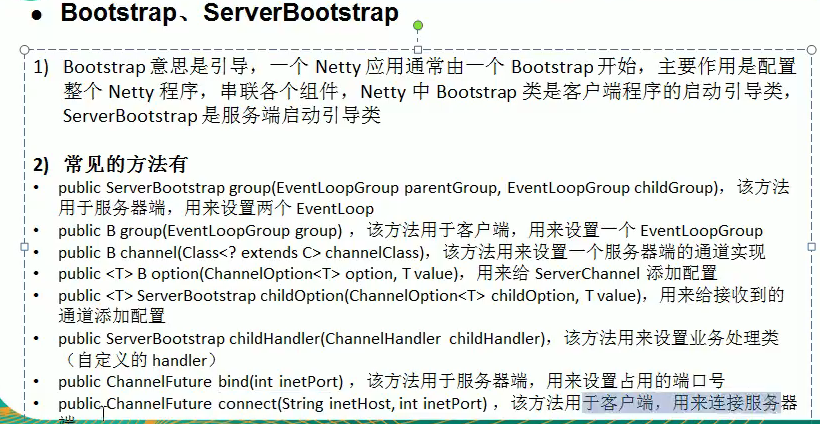 ● Bootstrap、ServerBootstrap
1) Bootstrap 意思是引导，一个 Netty 应用通常由一个 Bootstrap 开始，主要作用是配置
整个 Netty 程序，串联各个组件，Netty 中 Bootstrap 类是客户端程序的启动引导类，
ServerBootstrap 是服务端启动引导类
2) 常见的方法有
• public ServerBootstrap group(EventLoopGroup parentGroup, EventLoopGroup childGroup)，该方法
用于服务器端，用来设置两个 EventLoop
• public B group(EventLoopGroup group) ，该方法用于客户端，用来设置一个 EventLoopGroup
• public B channel(Class<? extends C> channelClass)，该方法用来设置一个服务器端的通道实现
• public <T> B option(ChannelOption<T> option, T value)，用来给 ServerChannel 添加配置
• public <T> ServerBootstrap childOption(ChannelOption<T> childOption, T value)，用来给接收到的
通道添加配置
• public ServerBootstrap childHandler(ChannelHandler childHandler)，该方法用来设置业务处理类
（自定义的 handler）
• public ChannelFuture bind(int inetPort) ，该方法用于服务器端，用来设置占用的端口号
• public ChannelFuture connect(String inetHost, int inetPort) ，该方法用于客户端，用来连接服务器
端